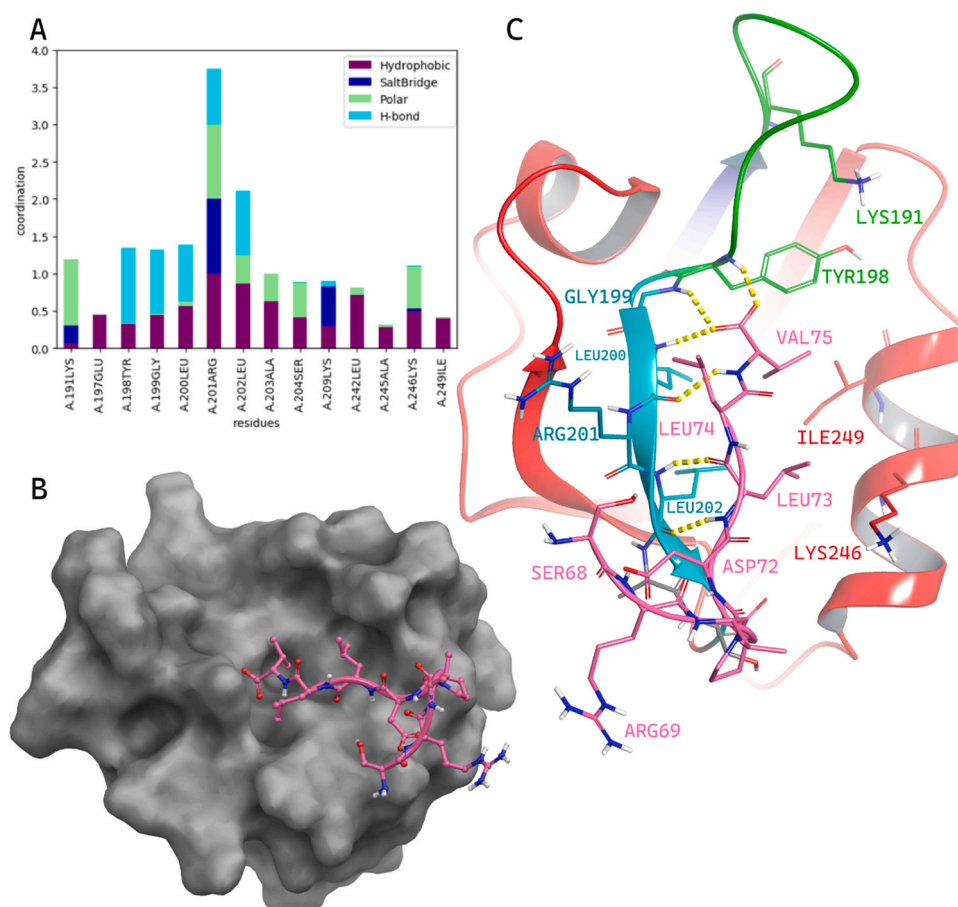 A
4.0
3.5
3.0
2.5
2.0
1.5
1.0
0.5
0.0
coordination
Hydrophobic
SaltBridge
Polar
H-bond
A.191LYS
A.197GLU
A.198TYR
A.199GLY
A.200LEU
A.201ARG
A.202LEU
A.203ALA
A.204SER
A.209LYS
A.242LEU
A.245ALA
A.246LYS
A.249ILE
residues
B
C
LYS191
TYR198
GLY199
VAL75
LEU200
ARG201
LEU74
ILE249
LEU73
LEU202
LYS246
SER68
ASP72
ARG69